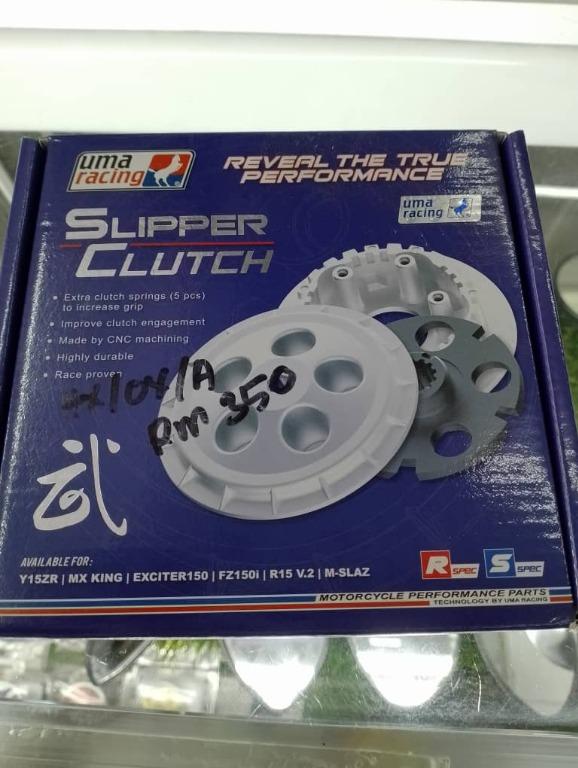 uma
racing
REVEAL THE TRUE
PERFORMANCE
uma
racing
SLIPPER
CLUTCH
• Extra clutch springs (5 pcs)
to increase grip
• Improve clutch engagement
• Made by CNC machining
• Highly durable
• Race proven
RM 350
武
AVAILABLE FOR:
Y15ZR | MX KING | EXCITER150 | FZ150i | R15 V.2 | M-SLAZ
R SPEC
S SPEC
MOTORCYCLE PERFORMANCE PARTS
TECHNOLOGY BY UMA RACING